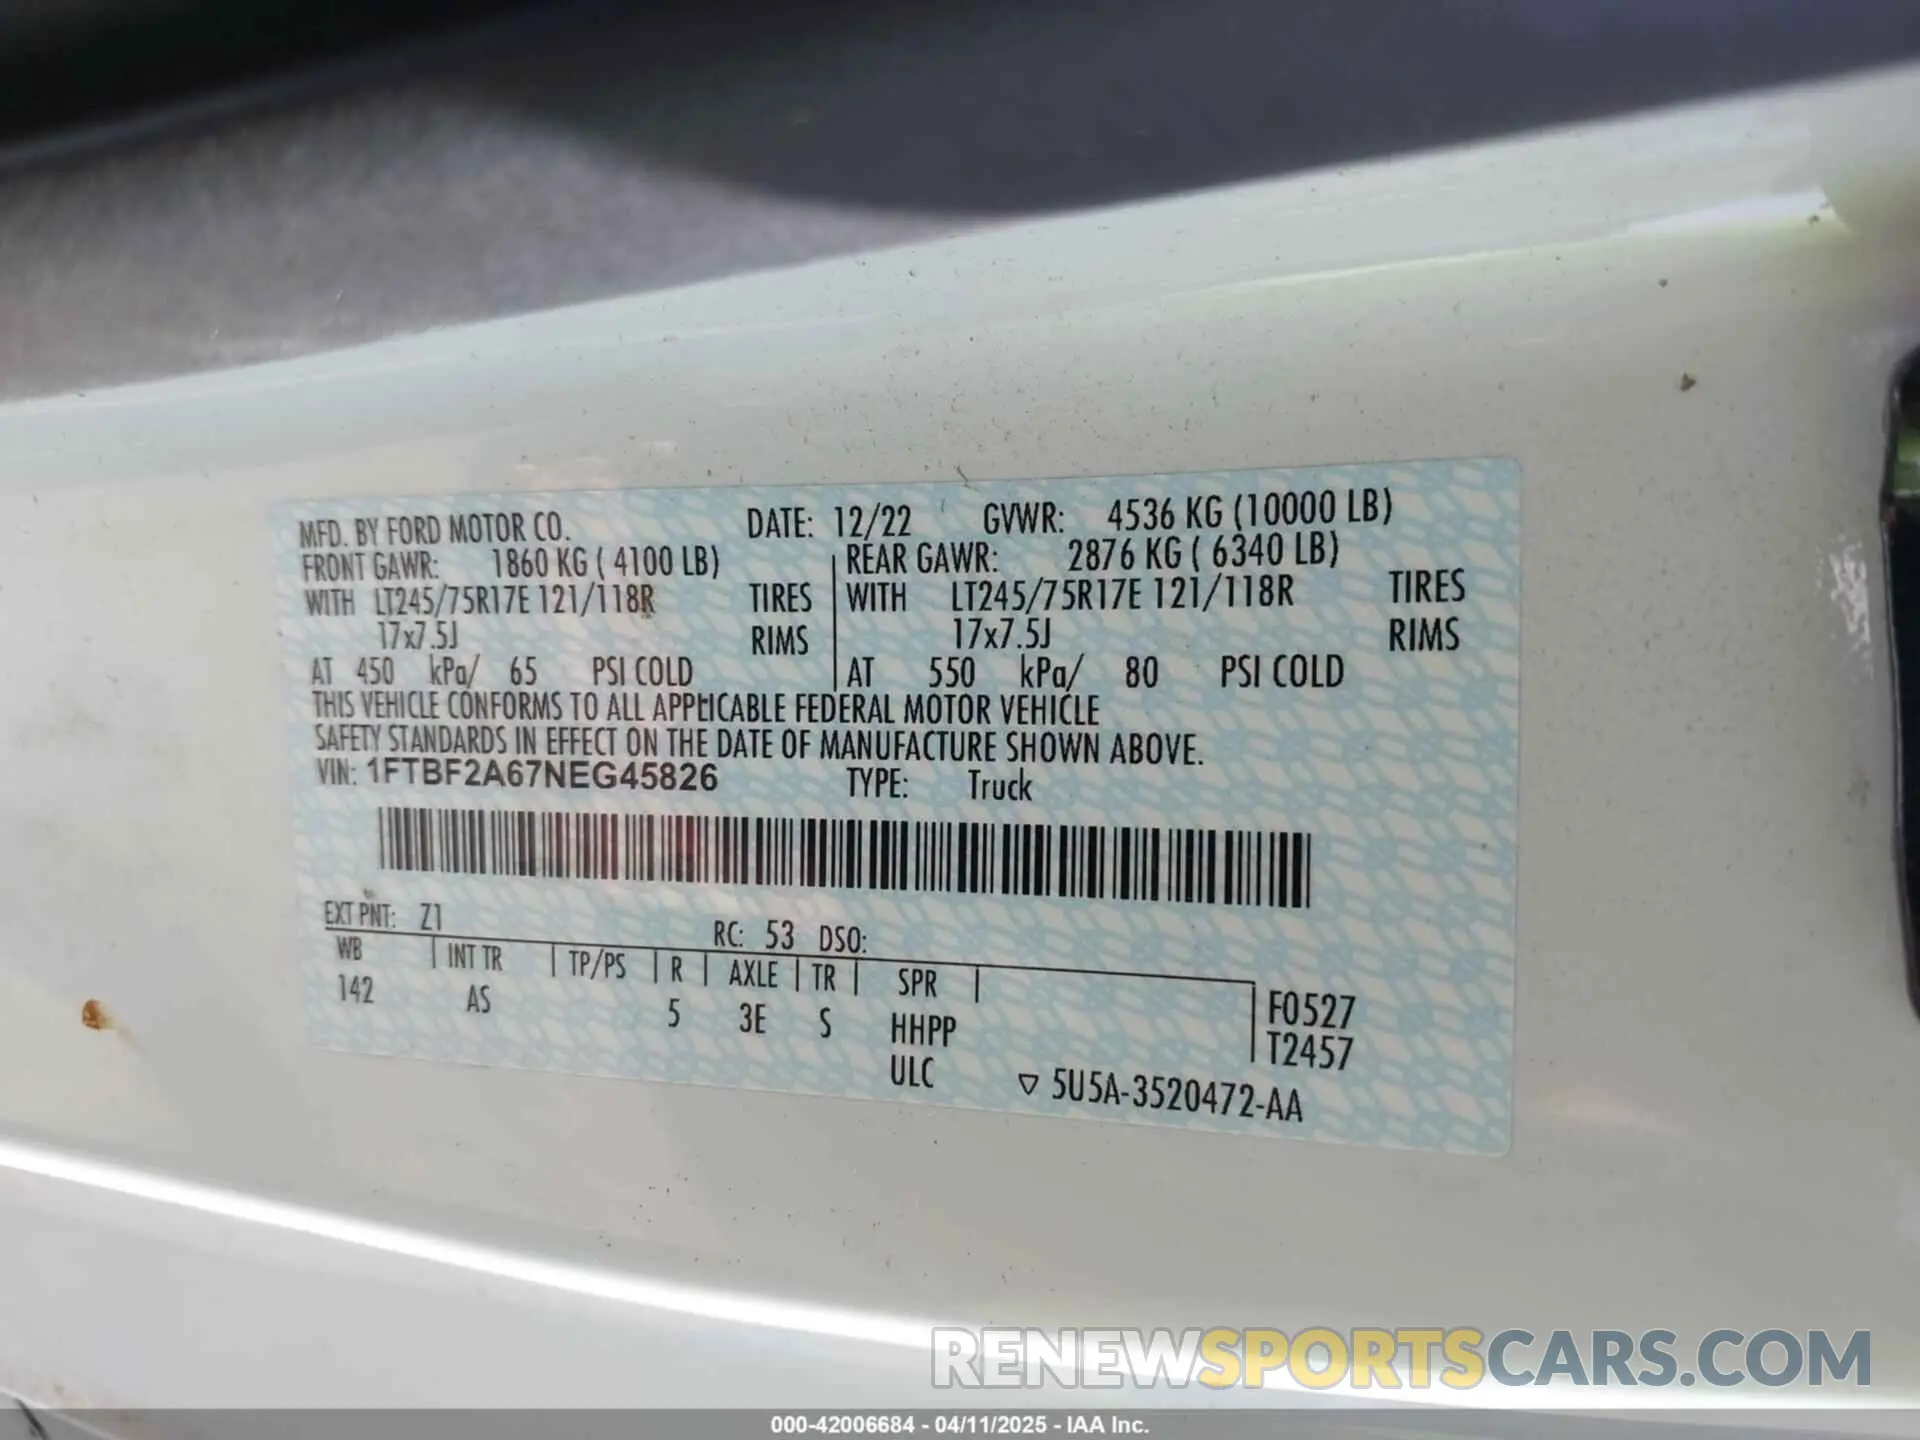 MFD. BY FORD MOTOR CO. DATE: 12/22 GVWR: 4536 KG (10000 LB)
FRONT GAWR: 1860 KG ( 4100 LB) REAR GAWR: 2876 KG ( 6340 LB)
WITH LT245/75R17E 121/118R TIRES WITH LT245/75R17E 121/118R TIRES
17x7.5J RIMS 17x7.5J RIMS
AT 450 kPa/ 65 PSI COLD AT 550 kPa/ 80 PSI COLD
THIS VEHICLE CONFORMS TO ALL APPLICABLE FEDERAL MOTOR VEHICLE
SAFETY STANDARDS IN EFFECT ON THE DATE OF MANUFACTURE SHOWN ABOVE.
VIN: 1FTBF2A67NEG45826 TYPE: Truck
EXT PNT: Z1 RC: 53 DSO:
WB INT TR TP/PS R AXLE TR SPR
142 AS 5 3E S HHPP F0527
ULC T2457
▽ 5U5A-3520472-AA
RENEWSPORTSCARS.COM
000-42006684 - 04/11/2025 - IAA Inc.